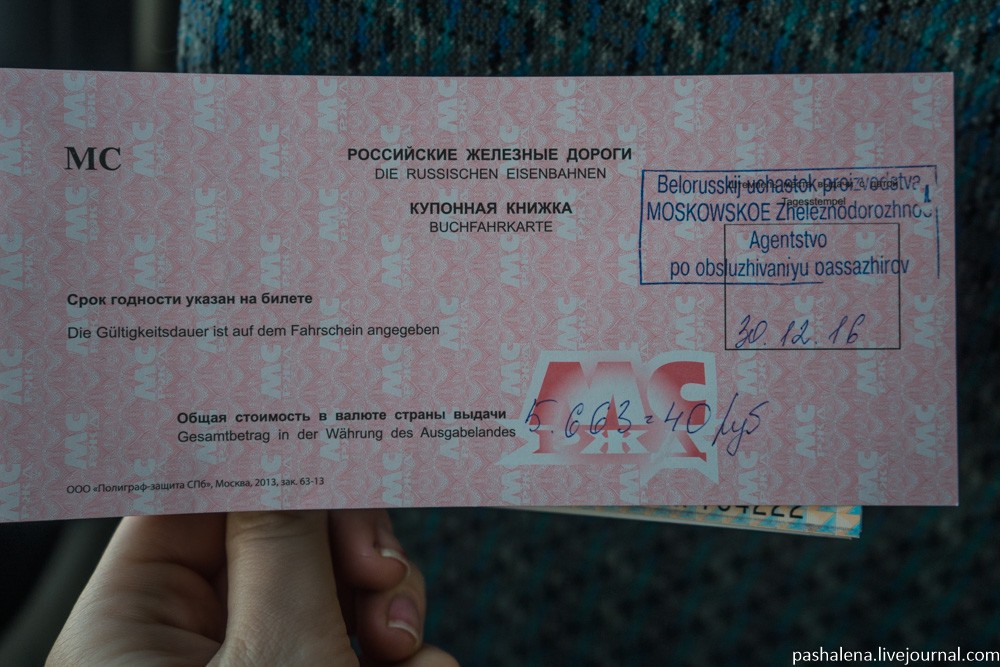 МС
РОССИЙСКИЕ ЖЕЛЕЗНЫЕ ДОРОГИ
DIE RUSSISCHEN EISENBAHNEN
КУПОННАЯ КНИЖКА
BUCHFAHRKARTE
Belorusskij uchastok proizvodstva
Tagesstempel
MOSKOWSKOE Zheleznodorozhnoe
Agentstvo
po obsluzhivaniyu passazhirov
30.12.16
Срок годности указан на билете
Die Gültigkeitsdauer ist auf dem Fahrschein angegeben
МС
Общая стоимость в валюте страны выдачи 5.663=40 руб
Gesamtbetrag in der Währung des Ausgabelandes
ООО «Полиграф-защита СПб», Москва, 2013, зак. 63-13
pashalena.livejournal.com